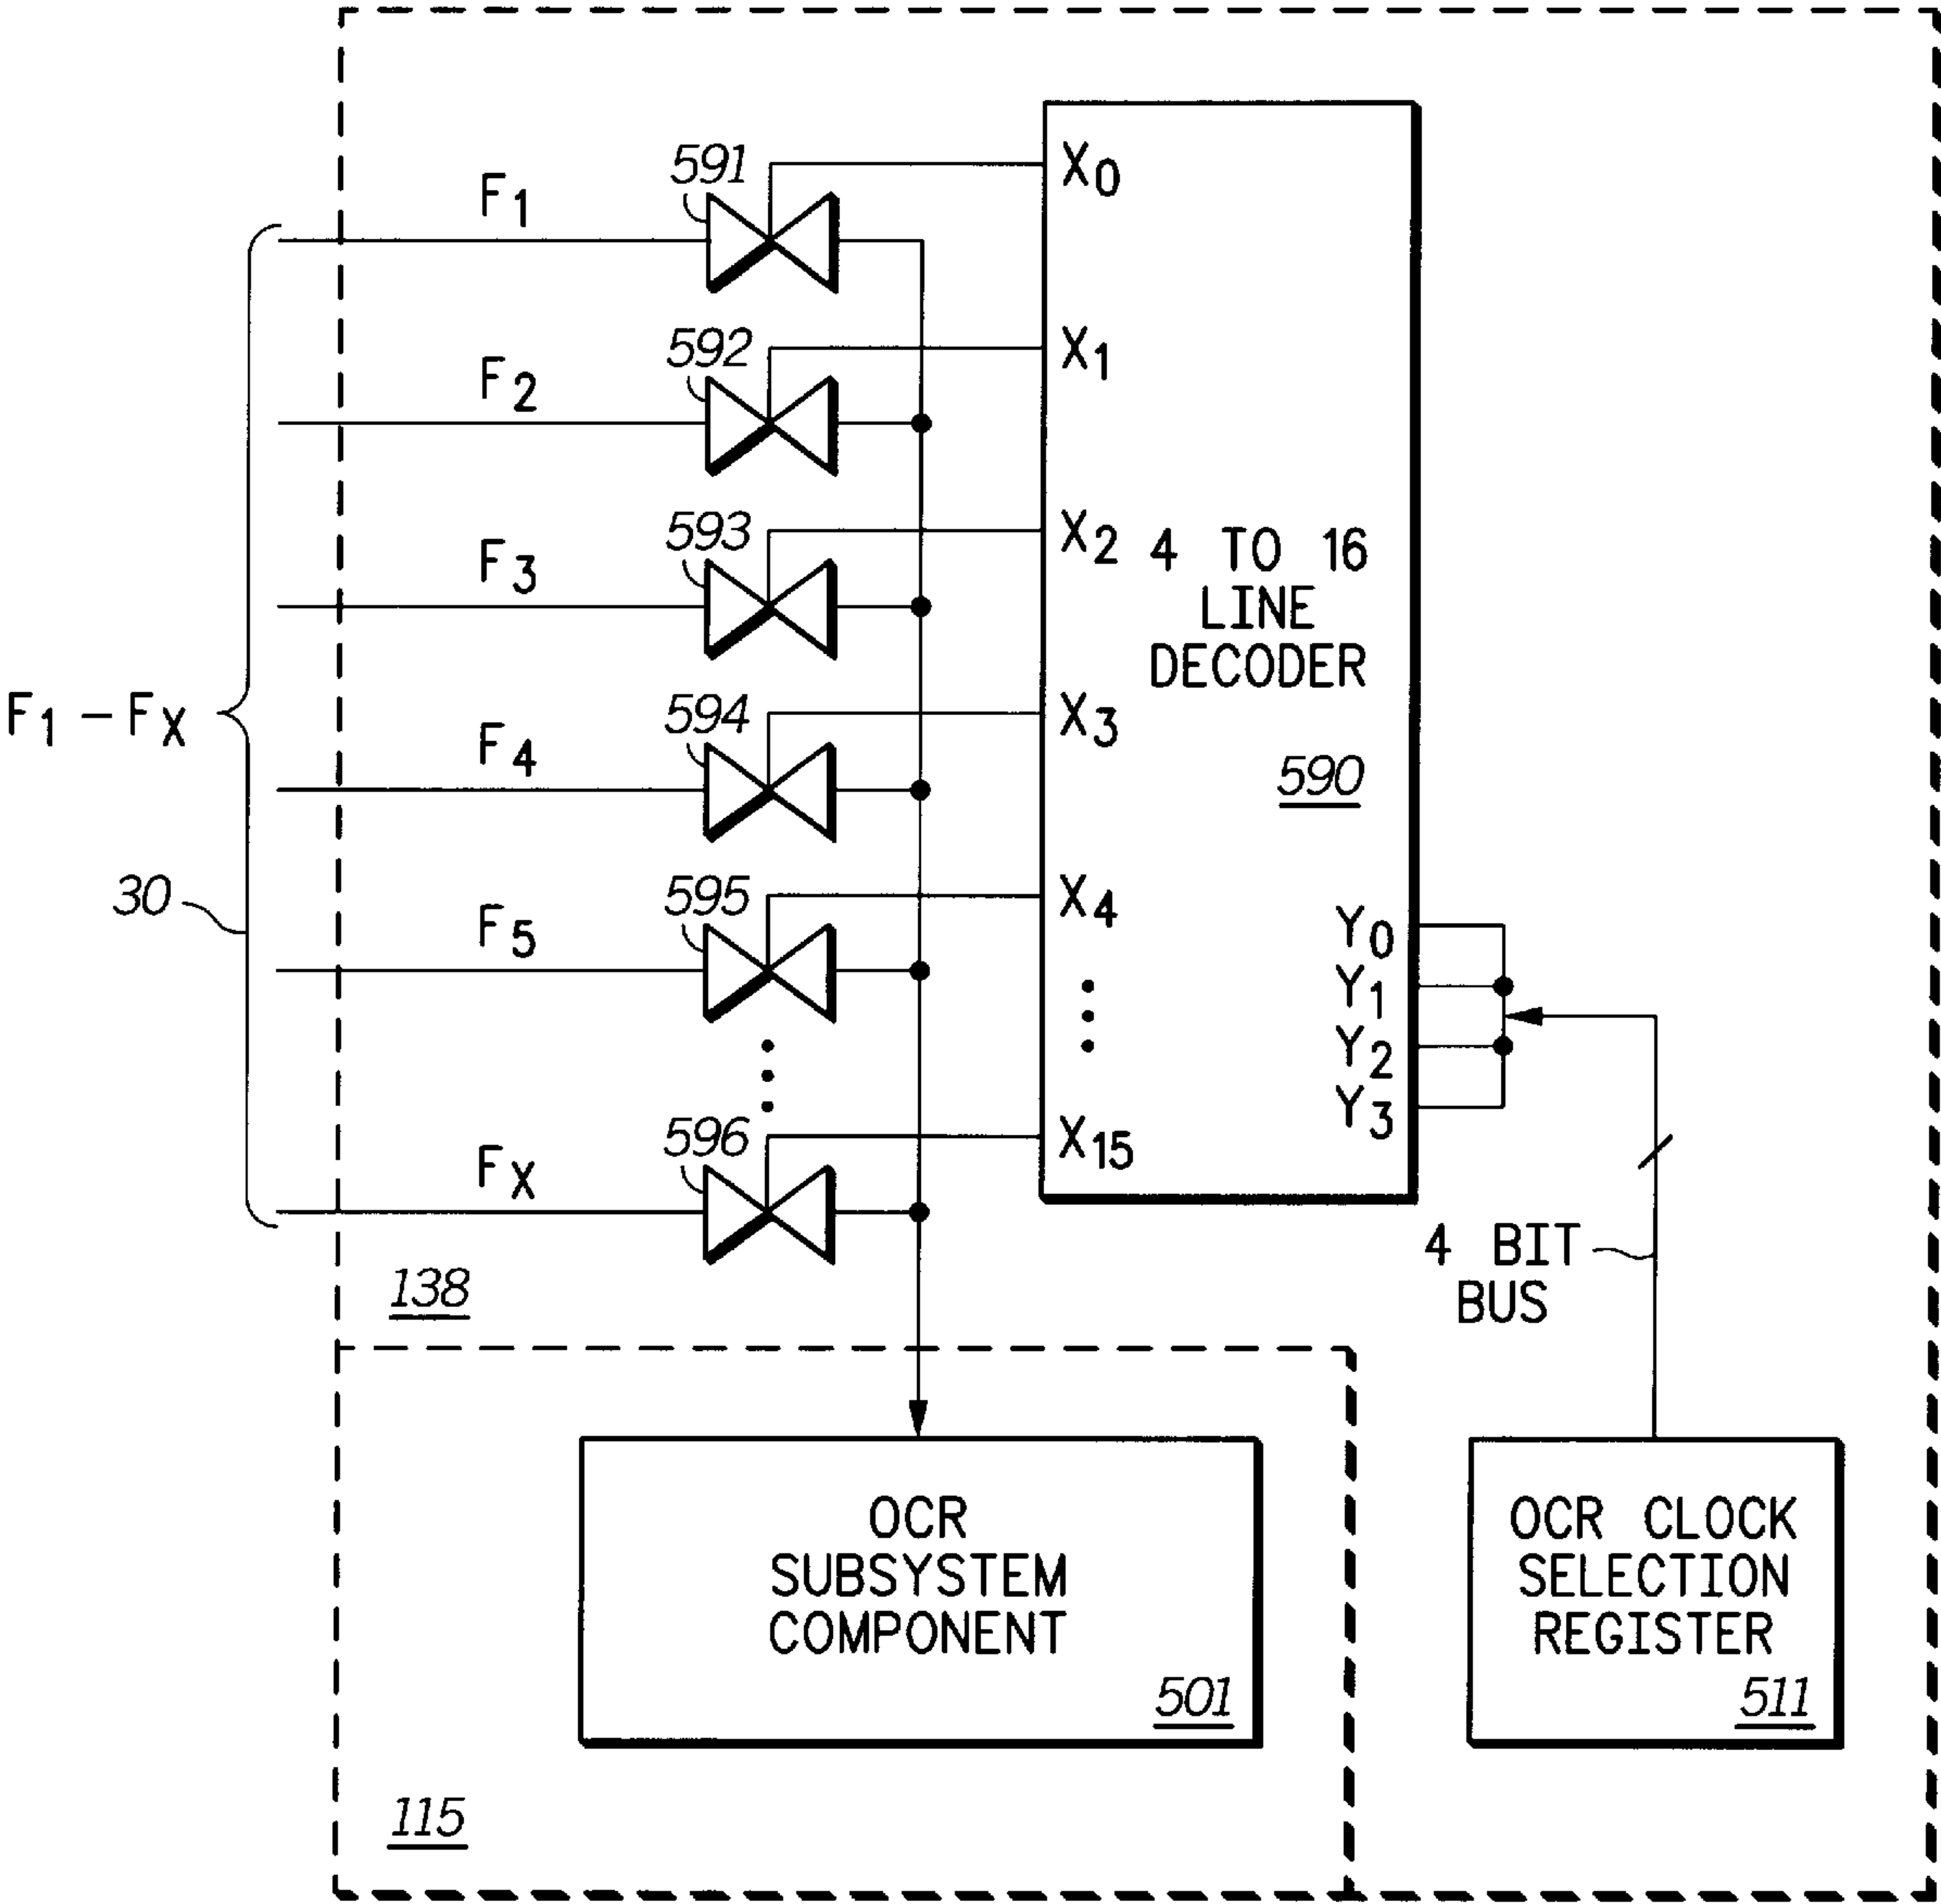 591
X0
F1
592
X1
F2
593
X2
4 TO 16
LINE
DECODER
F3
594
X3
F1 – FX
F4
590
595
X4
30
F5
Y0
Y1
Y2
Y3
596
X15
FX
4 BIT
BUS
138
OCR
SUBSYSTEM
COMPONENT
501
OCR CLOCK
SELECTION
REGISTER
511
115